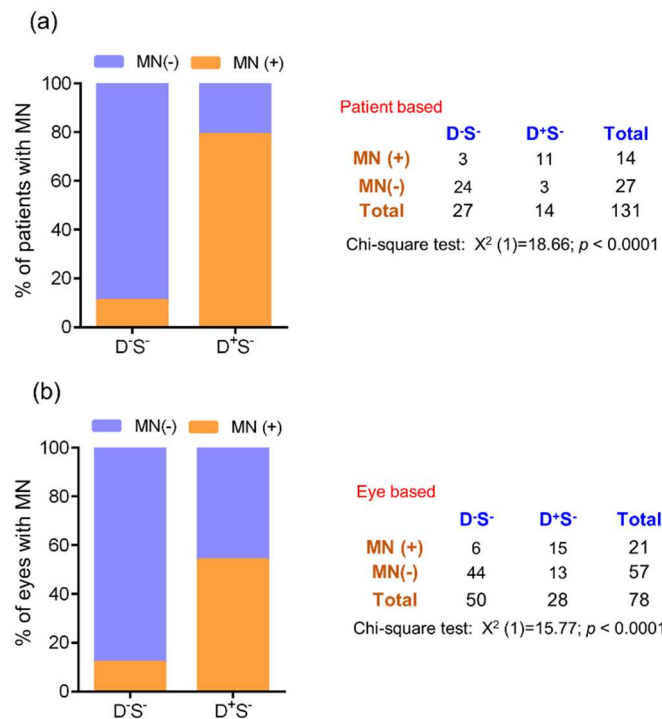 (a)
MN(-) MN (+)
% of patients with MN
100
80
60
40
20
0
D⁻S⁻ D⁺S⁻
Patient based
D⁻S⁻ D⁺S⁻ Total
MN (+) 3 11 14
MN(-) 24 3 27
Total 27 14 131
Chi-square test: X² (1)=18.66; p < 0.0001
(b)
MN(-) MN (+)
% of eyes with MN
100
80
60
40
20
0
D⁻S⁻ D⁺S⁻
Eye based
D⁻S⁻ D⁺S⁻ Total
MN (+) 6 15 21
MN(-) 44 13 57
Total 50 28 78
Chi-square test: X² (1)=15.77; p < 0.0001